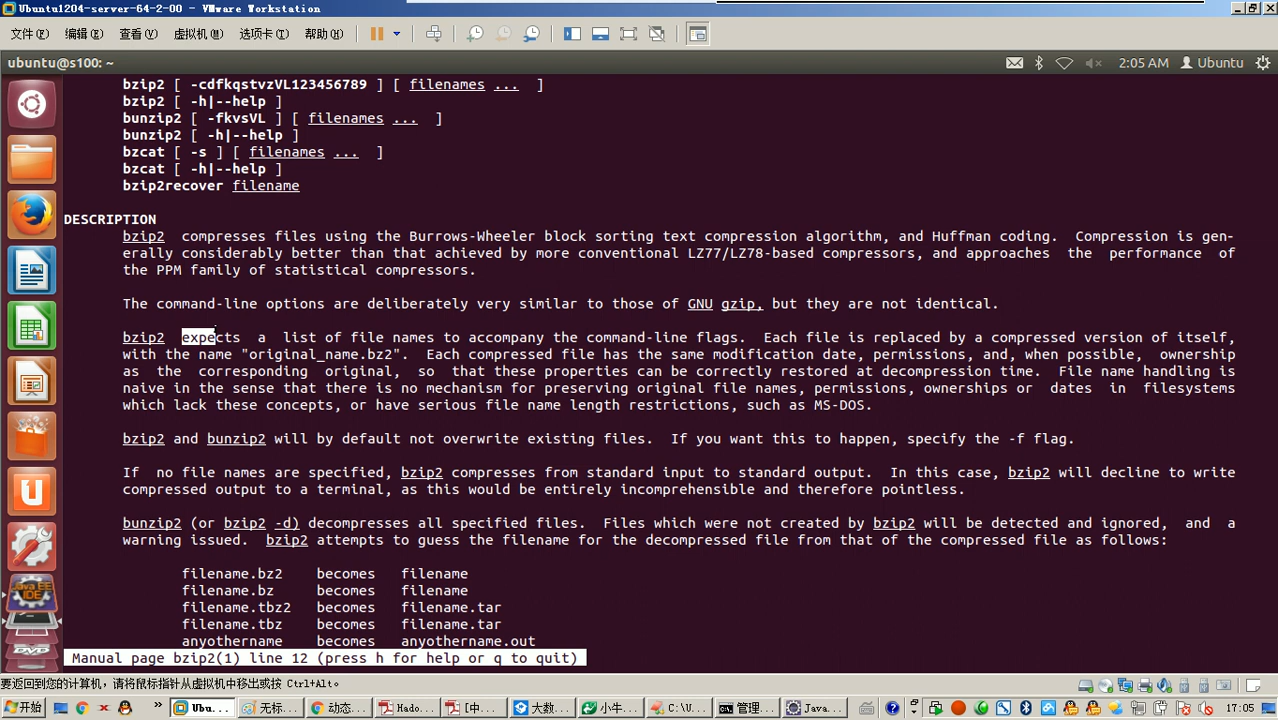 Ubuntu1204-server-64-2-00 - VMware Workstation
文件(F) 编辑(E) 查看(V) 虚拟机(M) 选项卡(T) 帮助(H)
ubuntu@s100: ~ 2:05 AM Ubuntu
bzip2 [ -cdfkqstvzVL123456789 ] [ filenames ... ]
bzip2 [ -h|--help ]
bunzip2 [ -fkvsVL ] [ filenames ... ]
bunzip2 [ -h|--help ]
bzcat [ -s ] [ filenames ... ]
bzcat [ -h|--help ]
bzip2recover filename
DESCRIPTION
bzip2 compresses files using the Burrows-Wheeler block sorting text compression algorithm, and Huffman coding. Compression is gen-
erally considerably better than that achieved by more conventional LZ77/LZ78-based compressors, and approaches the performance of
the PPM family of statistical compressors.
The command-line options are deliberately very similar to those of GNU gzip, but they are not identical.
bzip2 expects a list of file names to accompany the command-line flags. Each file is replaced by a compressed version of itself,
with the name "original_name.bz2". Each compressed file has the same modification date, permissions, and, when possible, ownership
as the corresponding original, so that these properties can be correctly restored at decompression time. File name handling is
naive in the sense that there is no mechanism for preserving original file names, permissions, ownerships or dates in filesystems
which lack these concepts, or have serious file name length restrictions, such as MS-DOS.
bzip2 and bunzip2 will by default not overwrite existing files. If you want this to happen, specify the -f flag.
If no file names are specified, bzip2 compresses from standard input to standard output. In this case, bzip2 will decline to write
compressed output to a terminal, as this would be entirely incomprehensible and therefore pointless.
bunzip2 (or bzip2 -d) decompresses all specified files. Files which were not created by bzip2 will be detected and ignored, and a
warning issued. bzip2 attempts to guess the filename for the decompressed file from that of the compressed file as follows:
filename.bz2 becomes filename
filename.bz becomes filename
filename.tbz2 becomes filename.tar
filename.tbz becomes filename.tar
anyothername becomes anyothername.out
Manual page bzip2(1) line 12 (press h for help or q to quit)
Java EE
IDE
要返回到您的计算机，请将鼠标指针从虚拟机中移出或按 Ctrl+Alt。
开始 » Ubu... 无标... 动态... Hado... [中... 大数... 小牛... C:\U... 管理... Java... 17:05